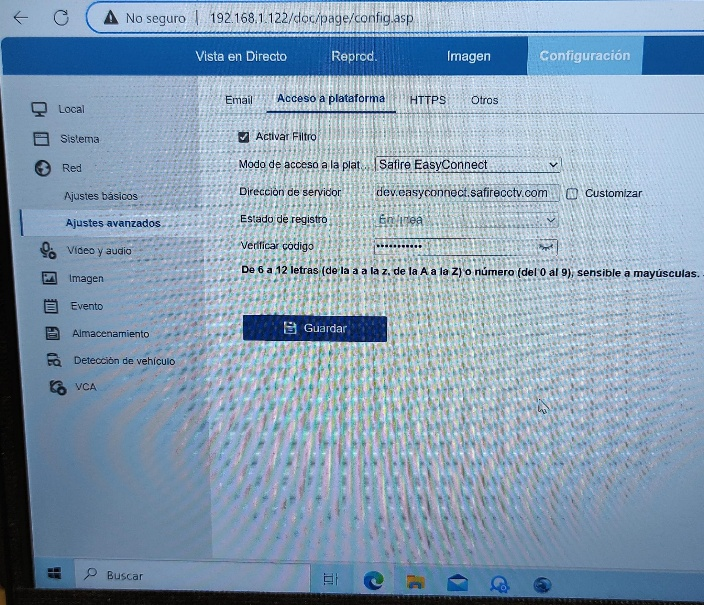 No seguro | 192.168.1.122/doc/page/config.asp
Vista en Directo Reprod. Imagen Configuración
Email Acceso a plataforma HTTPS Otros
Local
Sistema
Red
Ajustes básicos
Ajustes avanzados
Vídeo y audio
Imagen
Evento
Almacenamiento
Detección de vehículo
VCA
Activar Filtro
Modo de acceso a la plat... Safire EasyConnect
Dirección de servidor dev.easyconnect.safirecctv.com Customizar
Estado de registro En línea
Verificar código •••••••••••
De 6 a 12 letras (de la a a la z, de la A a la Z) o número (del 0 al 9), sensible a mayúsculas.
Guardar
Buscar